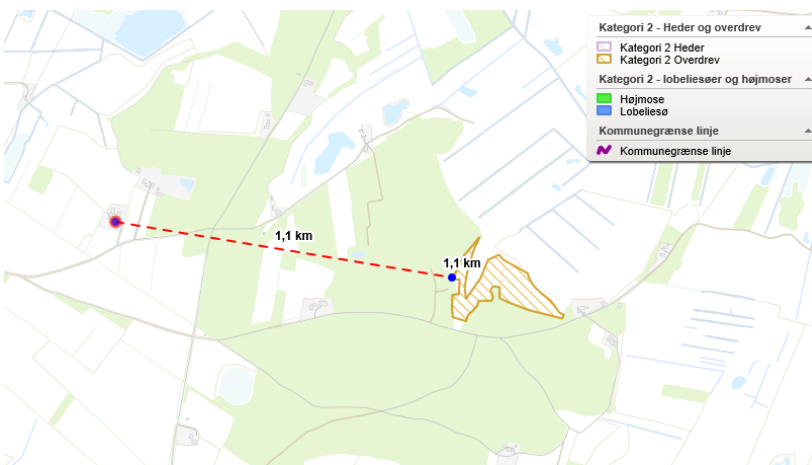 Kategori 2 - Heder og overdrev
Kategori 2 Heder
Kategori 2 Overdrev
Kategori 2 - lobeliesøer og højmoser
Højmose
Lobeliesø
Kommunegrænse linje
Kommunegrænse linje
1,1 km
1,1 km